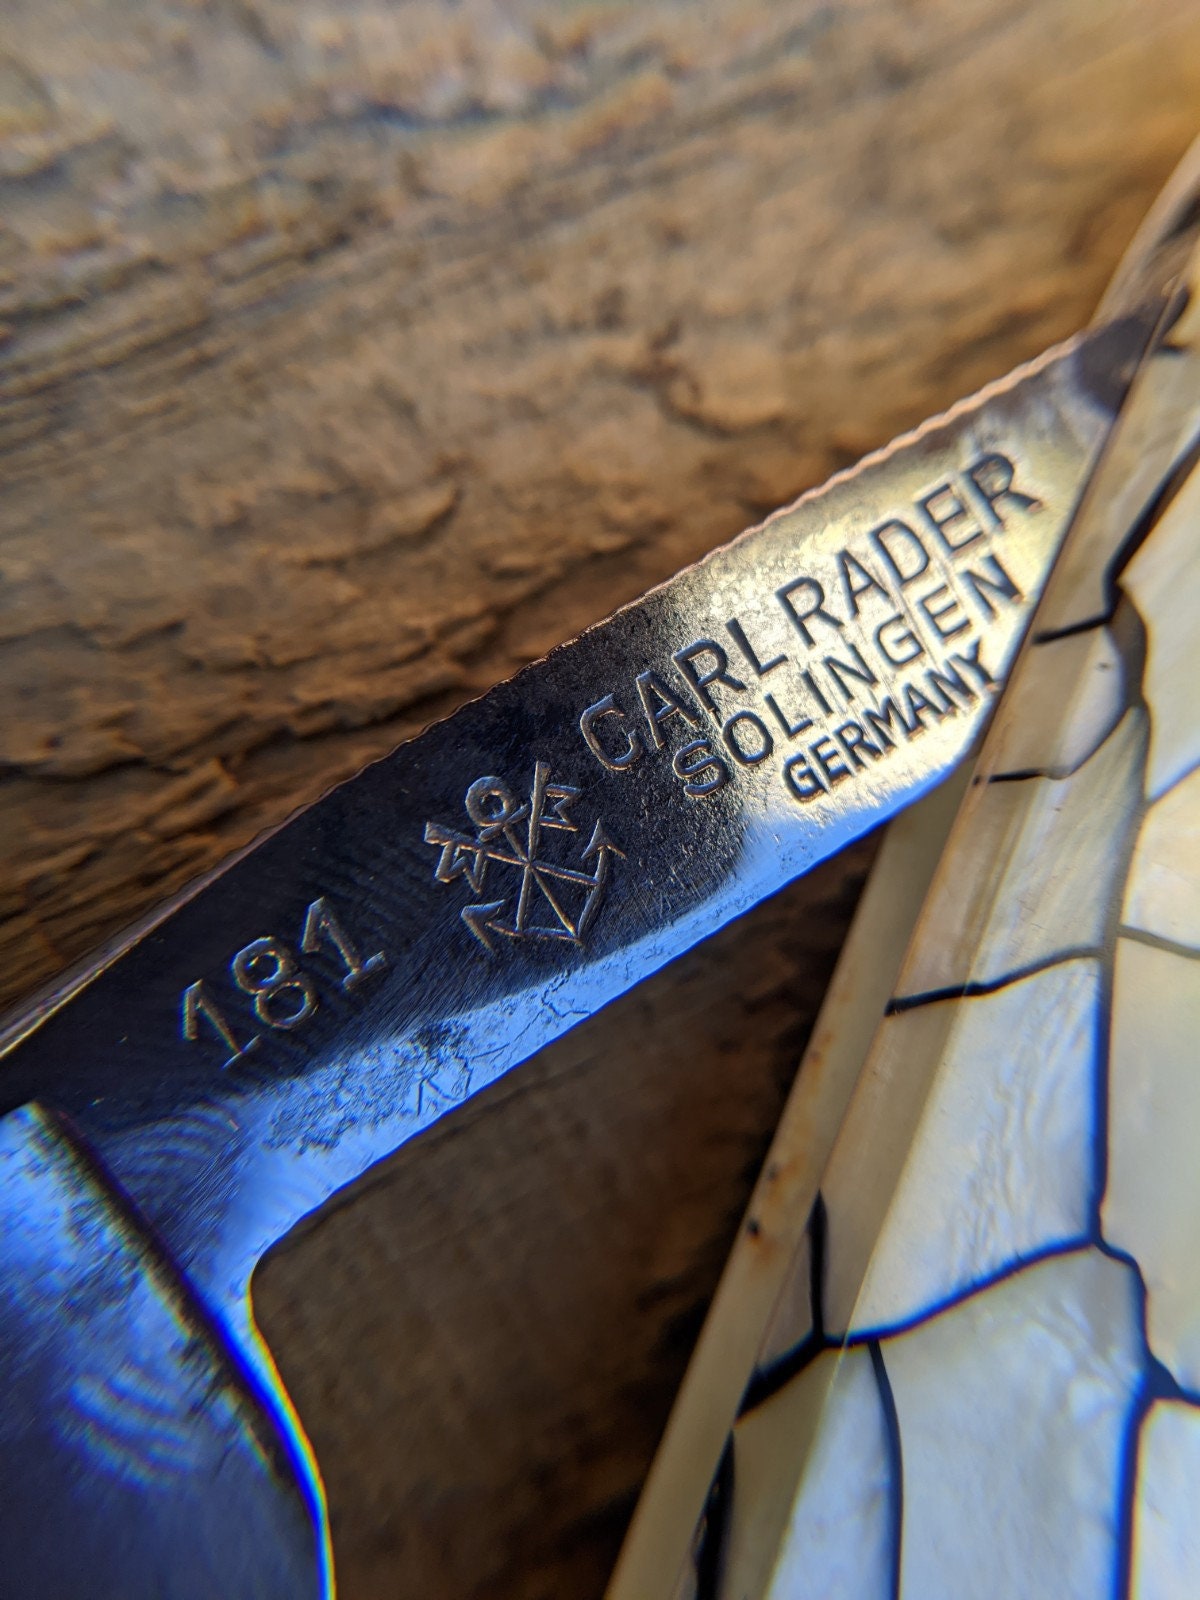 CARL RADER
SOLINGEN
GERMANY
181